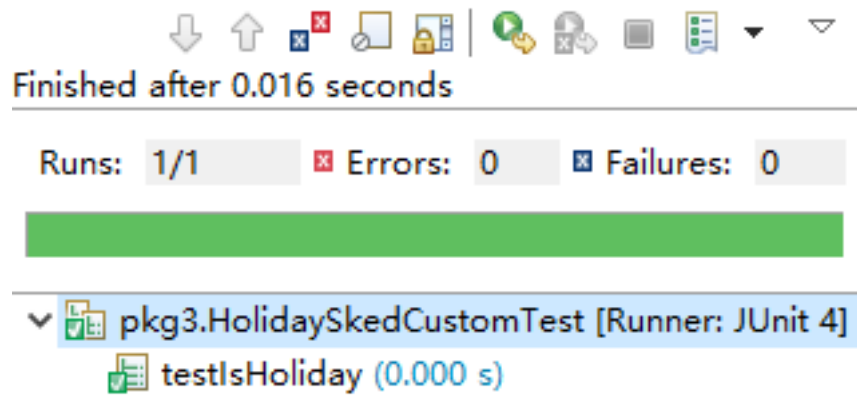 Finished after 0.016 seconds
Runs: 1/1 Errors: 0 Failures: 0
pkg3.HolidaySkedCustomTest [Runner: JUnit 4]
testIsHoliday (0.000 s)